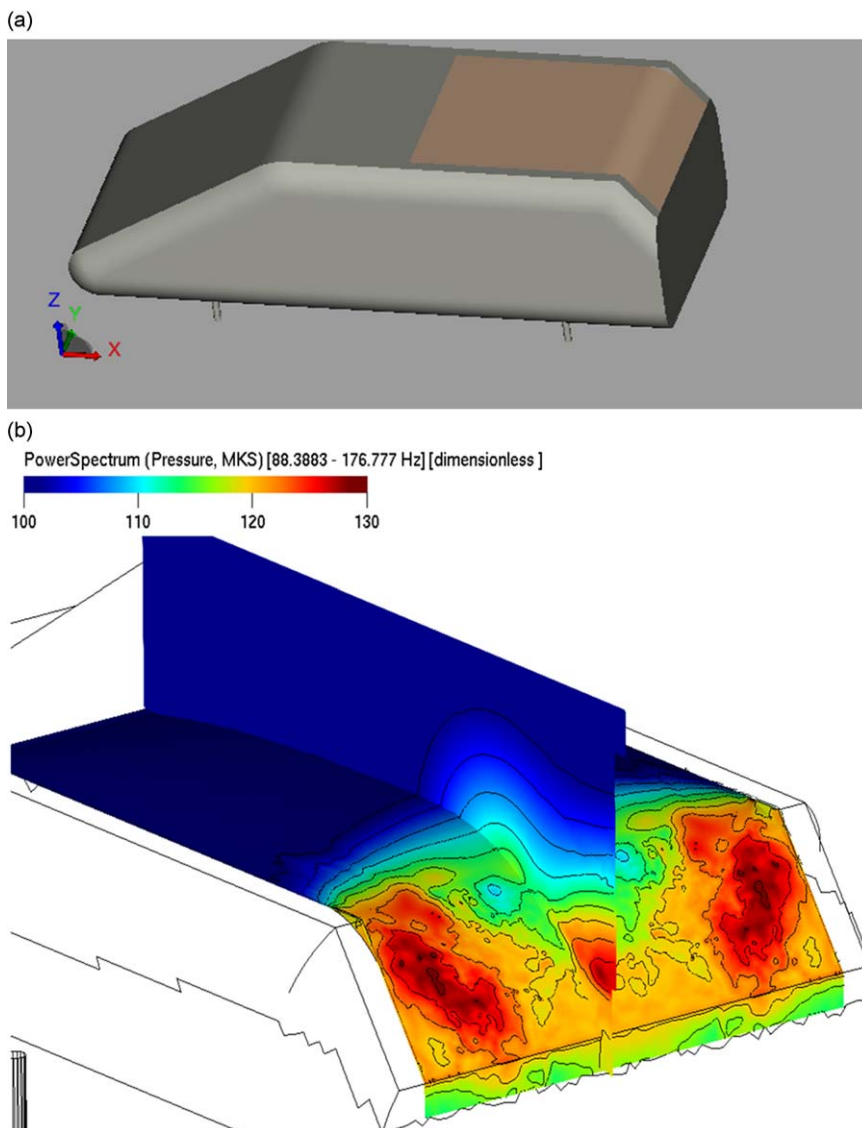 (a)
Z
Y
X
(b)
PowerSpectrum (Pressure, MKS) [88.3883 - 176.777 Hz] [dimensionless ]
100 110 120 130